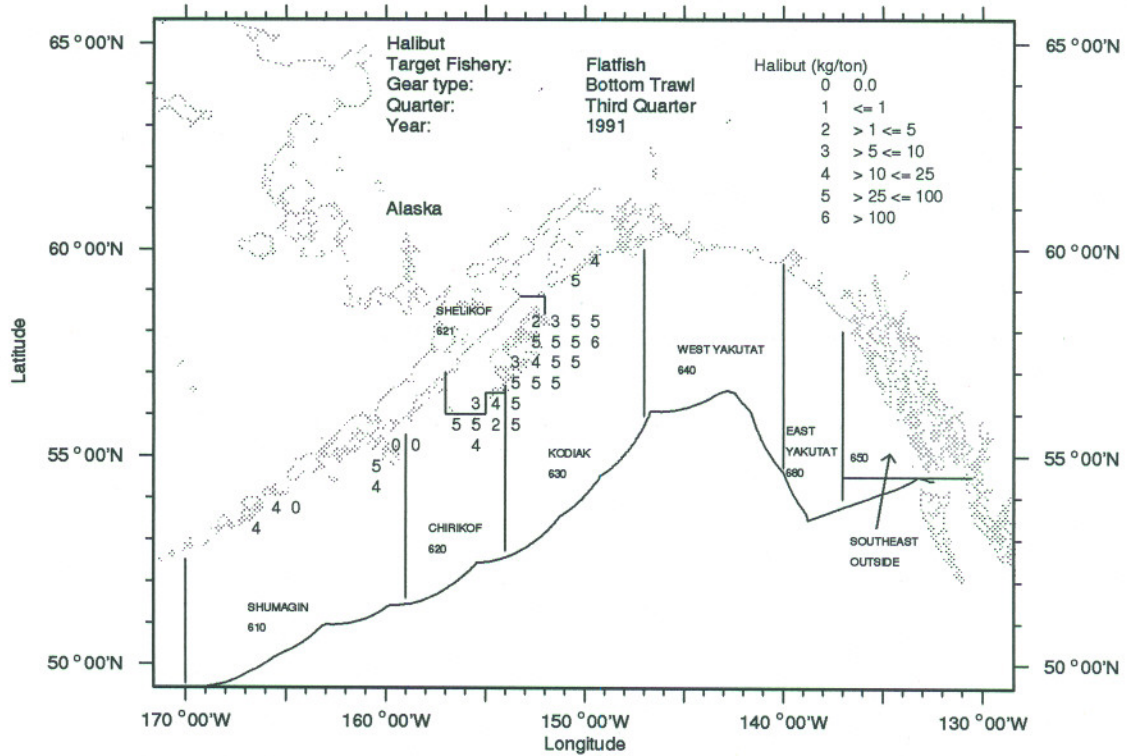 65 °00'N
65 °00'N
Halibut
Target Fishery: Flatfish
Gear type: Bottom Trawl
Quarter: Third Quarter
Year: 1991
Halibut (kg/ton)
0 0.0
1 <= 1
2 > 1 <= 5
3 > 5 <= 10
4 > 10 <= 25
5 > 25 <= 100
6 > 100
Alaska
60 °00'N
60 °00'N
4
5
SHELIKOF
621
2 3 5 5
5 5 5 6
3 4 5 5
5 5 5
3 4 5
5 5 2 5
0 0 4
5
4
4 0
4
WEST YAKUTAT
640
EAST
YAKUTAT
680
650
KODIAK
630
55 °00'N
55 °00'N
CHIRIKOF
620
SOUTHEAST
OUTSIDE
SHUMAGIN
610
50 °00'N
50 °00'N
Latitude
170 °00'W 160 °00'W 150 °00'W 140 °00'W 130 °00'W
Longitude